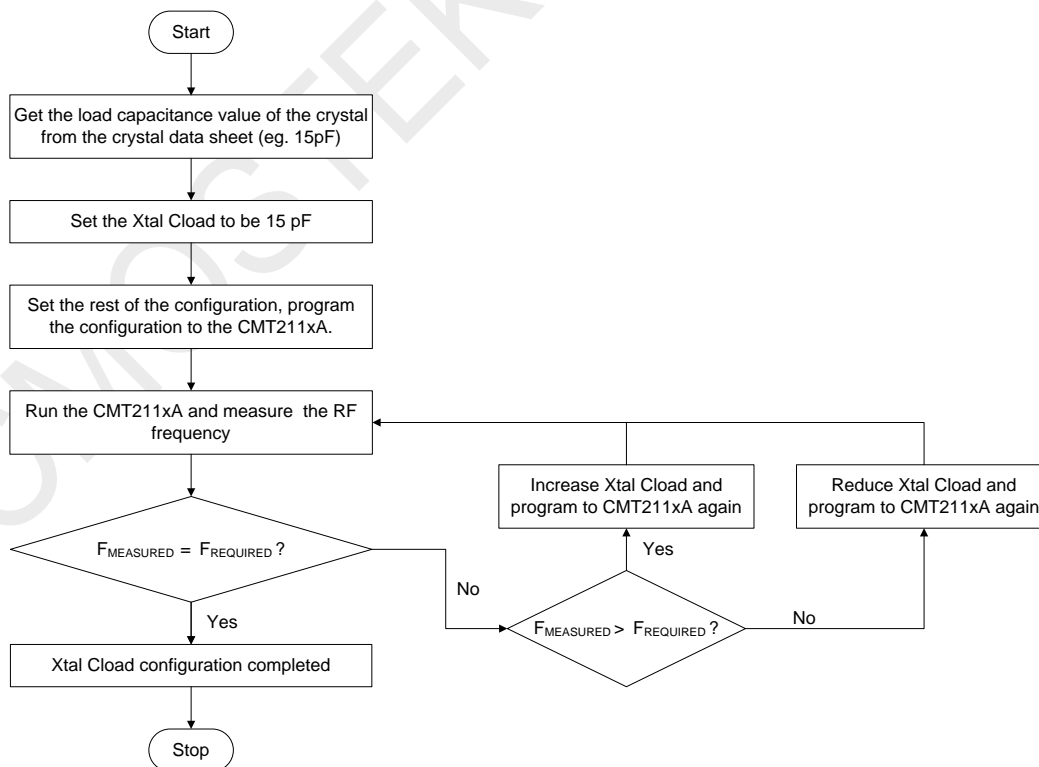 Start
Get the load capacitance value of the crystal
from the crystal data sheet (eg. 15pF)
Set the Xtal Cload to be 15 pF
Set the rest of the configuration, program
the configuration to the CMT211xA.
Run the CMT211xA and measure the RF
frequency
Increase Xtal Cload and
program to CMT211xA again
Reduce Xtal Cload and
program to CMT211xA again
FMEASURED = FREQUIRED ?
No
Yes
FMEASURED > FREQUIRED ?
Yes
No
Xtal Cload configuration completed
Stop
CMOSTEK